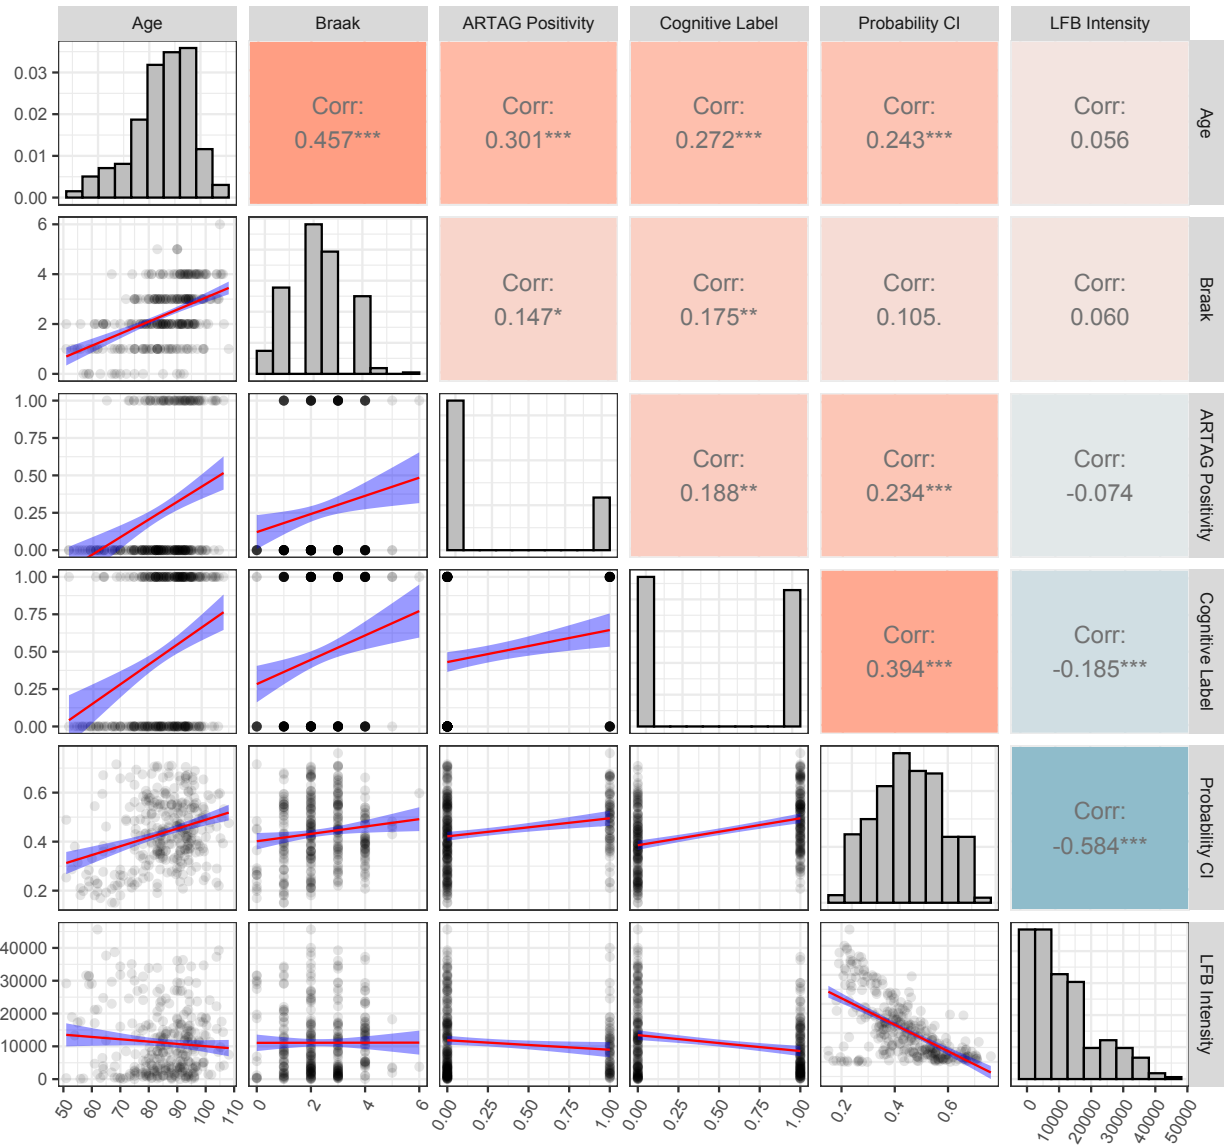 Age Braak ARTAG Positivity Cognitive Label Probability CI LFB Intensity
0.03
0.02
0.01
0.00
Corr:
0.457***
Corr:
0.301***
Corr:
0.272***
Corr:
0.243***
Corr:
0.056
Age
6
4
2
0
Corr:
0.147*
Corr:
0.175**
Corr:
0.105.
Corr:
0.060
Braak
1.00
0.75
0.50
0.25
0.00
Corr:
0.188**
Corr:
0.234***
Corr:
-0.074
ARTAG Positivity
1.00
0.75
0.50
0.25
0.00
Corr:
0.394***
Corr:
-0.185***
Cognitive Label
0.6
0.4
0.2
Corr:
-0.584***
Probability CI
40000
30000
20000
10000
0
LFB Intensity
50 60 70 80 90 100 110
0 2 4 6
0.00 0.25 0.50 0.75 1.00
0.00 0.25 0.50 0.75 1.00
0.2 0.4 0.6
0 10000 20000 30000 40000 50000